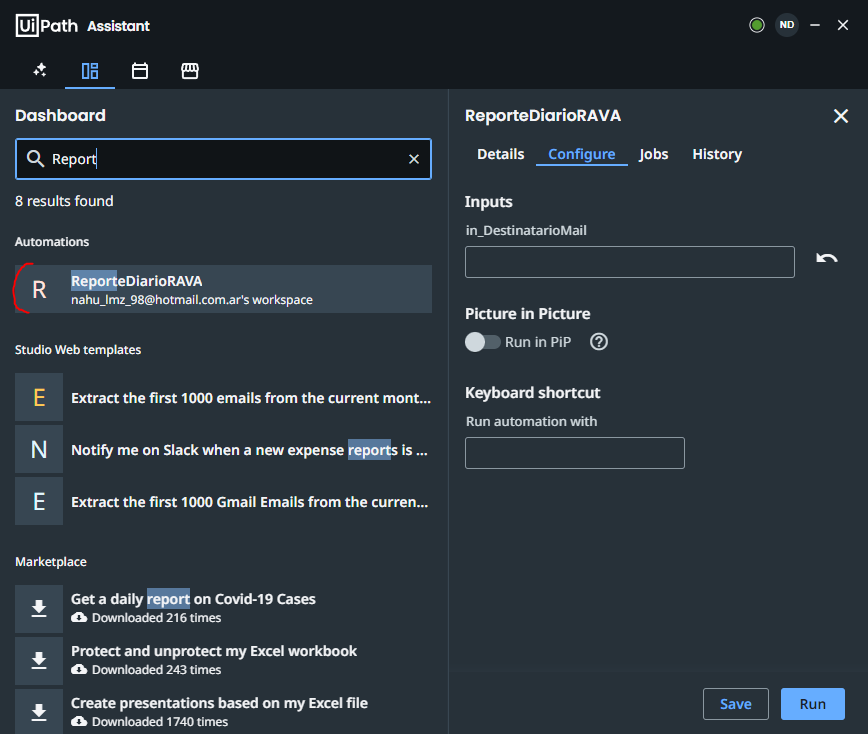 UiPath Assistant
ND
Dashboard
Report
8 results found
Automations
R
ReporteDiarioRAVA
nahu_lmz_98@hotmail.com.ar's workspace
Studio Web templates
E
Extract the first 1000 emails from the current mont...
N
Notify me on Slack when a new expense reports is ...
E
Extract the first 1000 Gmail Emails from the curren...
Marketplace
Get a daily report on Covid-19 Cases
Downloaded 216 times
Protect and unprotect my Excel workbook
Downloaded 243 times
Create presentations based on my Excel file
Downloaded 1740 times
ReporteDiarioRAVA
Details Configure Jobs History
Inputs
in_DestinatarioMail
Picture in Picture
Run in PiP ?
Keyboard shortcut
Run automation with
Save Run